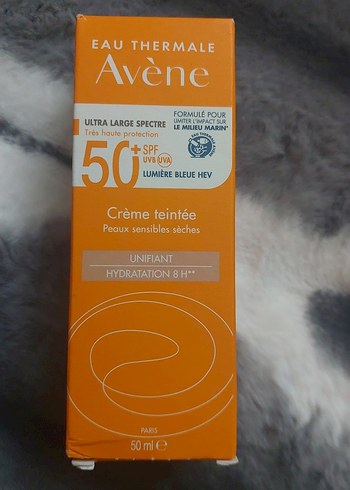 EAU THERMALE
Avène
ULTRA LARGE SPECTRE
Très haute protection
50+ SPF
UVB UVA
FORMULÉ POUR
LIMITER L'IMPACT SUR
LE MILIEU MARIN*
LUMIÈRE BLEUE HEV
Crème teintée
Peaux sensibles sèches
UNIFIANT
HYDRATATION 8 H**
PARIS
50 ml ℮